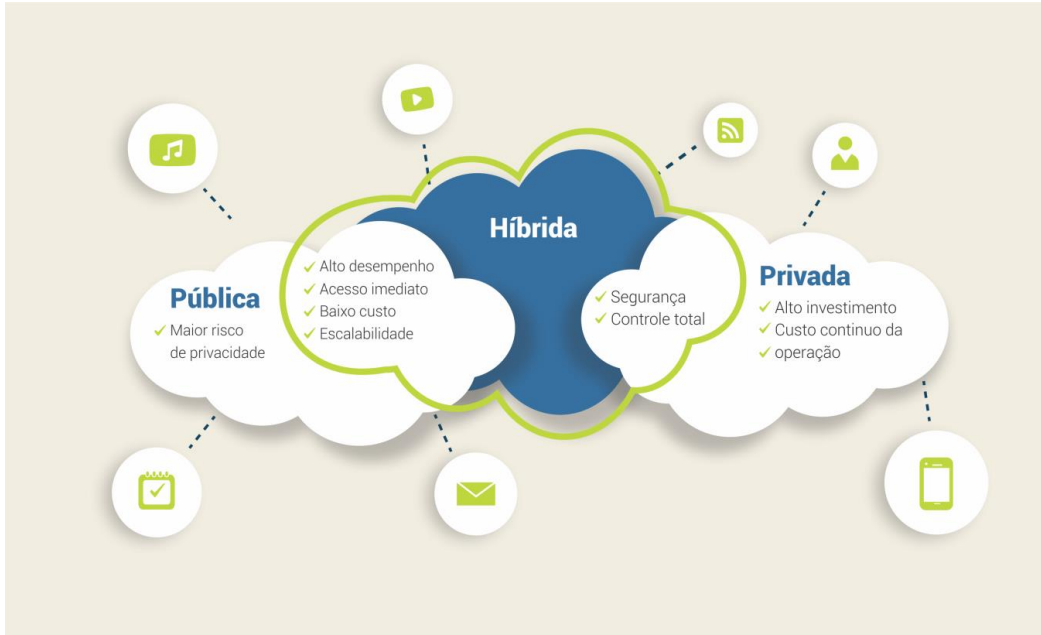 Híbrida
Pública
Maior risco
de privacidade
Alto desempenho
Acesso imediato
Baixo custo
Escalabilidade
Segurança
Controle total
Privada
Alto investimento
Custo continuo da
operação